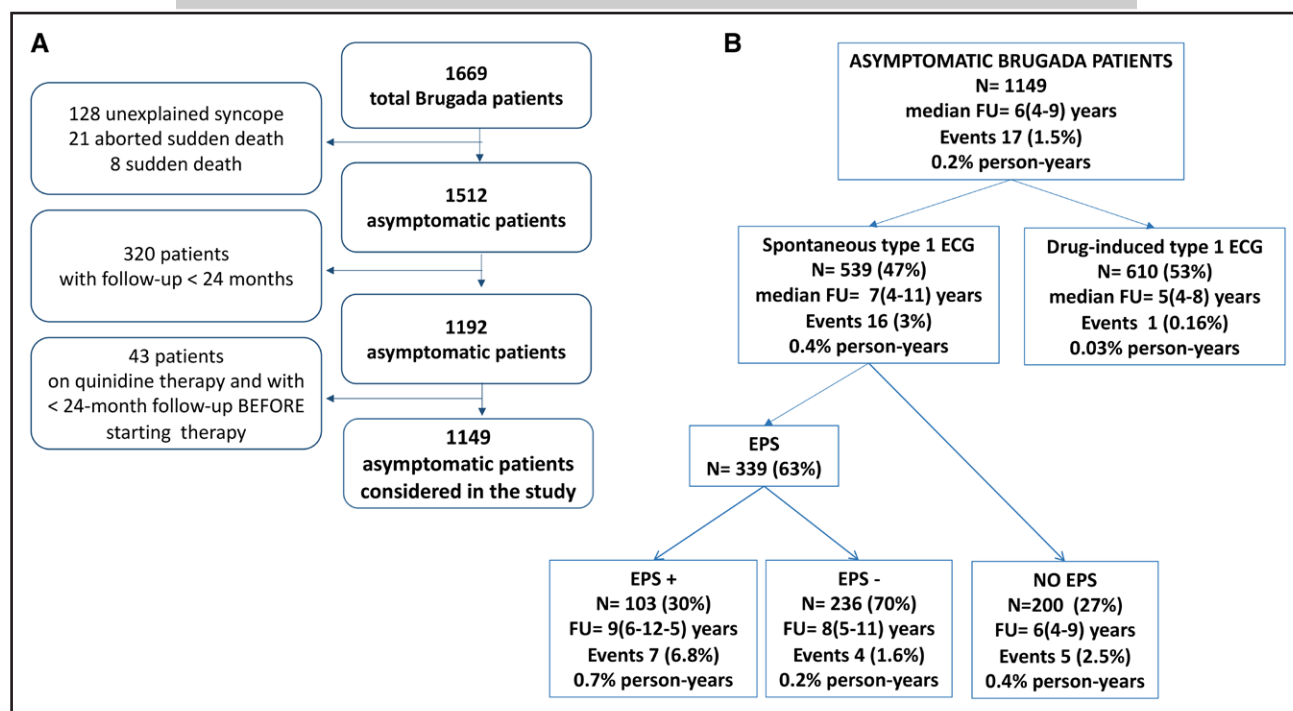 A
1669
total Brugada patients
128 unexplained syncope
21 aborted sudden death
8 sudden death
1512
asymptomatic patients
320 patients
with follow-up < 24 months
1192
asymptomatic patients
43 patients
on quinidine therapy and with
< 24-month follow-up BEFORE
starting therapy
1149
asymptomatic patients
considered in the study
B
ASYMPTOMATIC BRUGADA PATIENTS
N= 1149
median FU= 6(4-9) years
Events 17 (1.5%)
0.2% person-years
Spontaneous type 1 ECG
N= 539 (47%)
median FU= 7(4-11) years
Events 16 (3%)
0.4% person-years
Drug-induced type 1 ECG
N= 610 (53%)
median FU= 5(4-8) years
Events 1 (0.16%)
0.03% person-years
EPS
N= 339 (63%)
EPS +
N= 103 (30%)
FU= 9(6-12-5) years
Events 7 (6.8%)
0.7% person-years
EPS -
N= 236 (70%)
FU= 8(5-11) years
Events 4 (1.6%)
0.2% person-years
NO EPS
N=200 (27%)
FU= 6(4-9) years
Events 5 (2.5%)
0.4% person-years